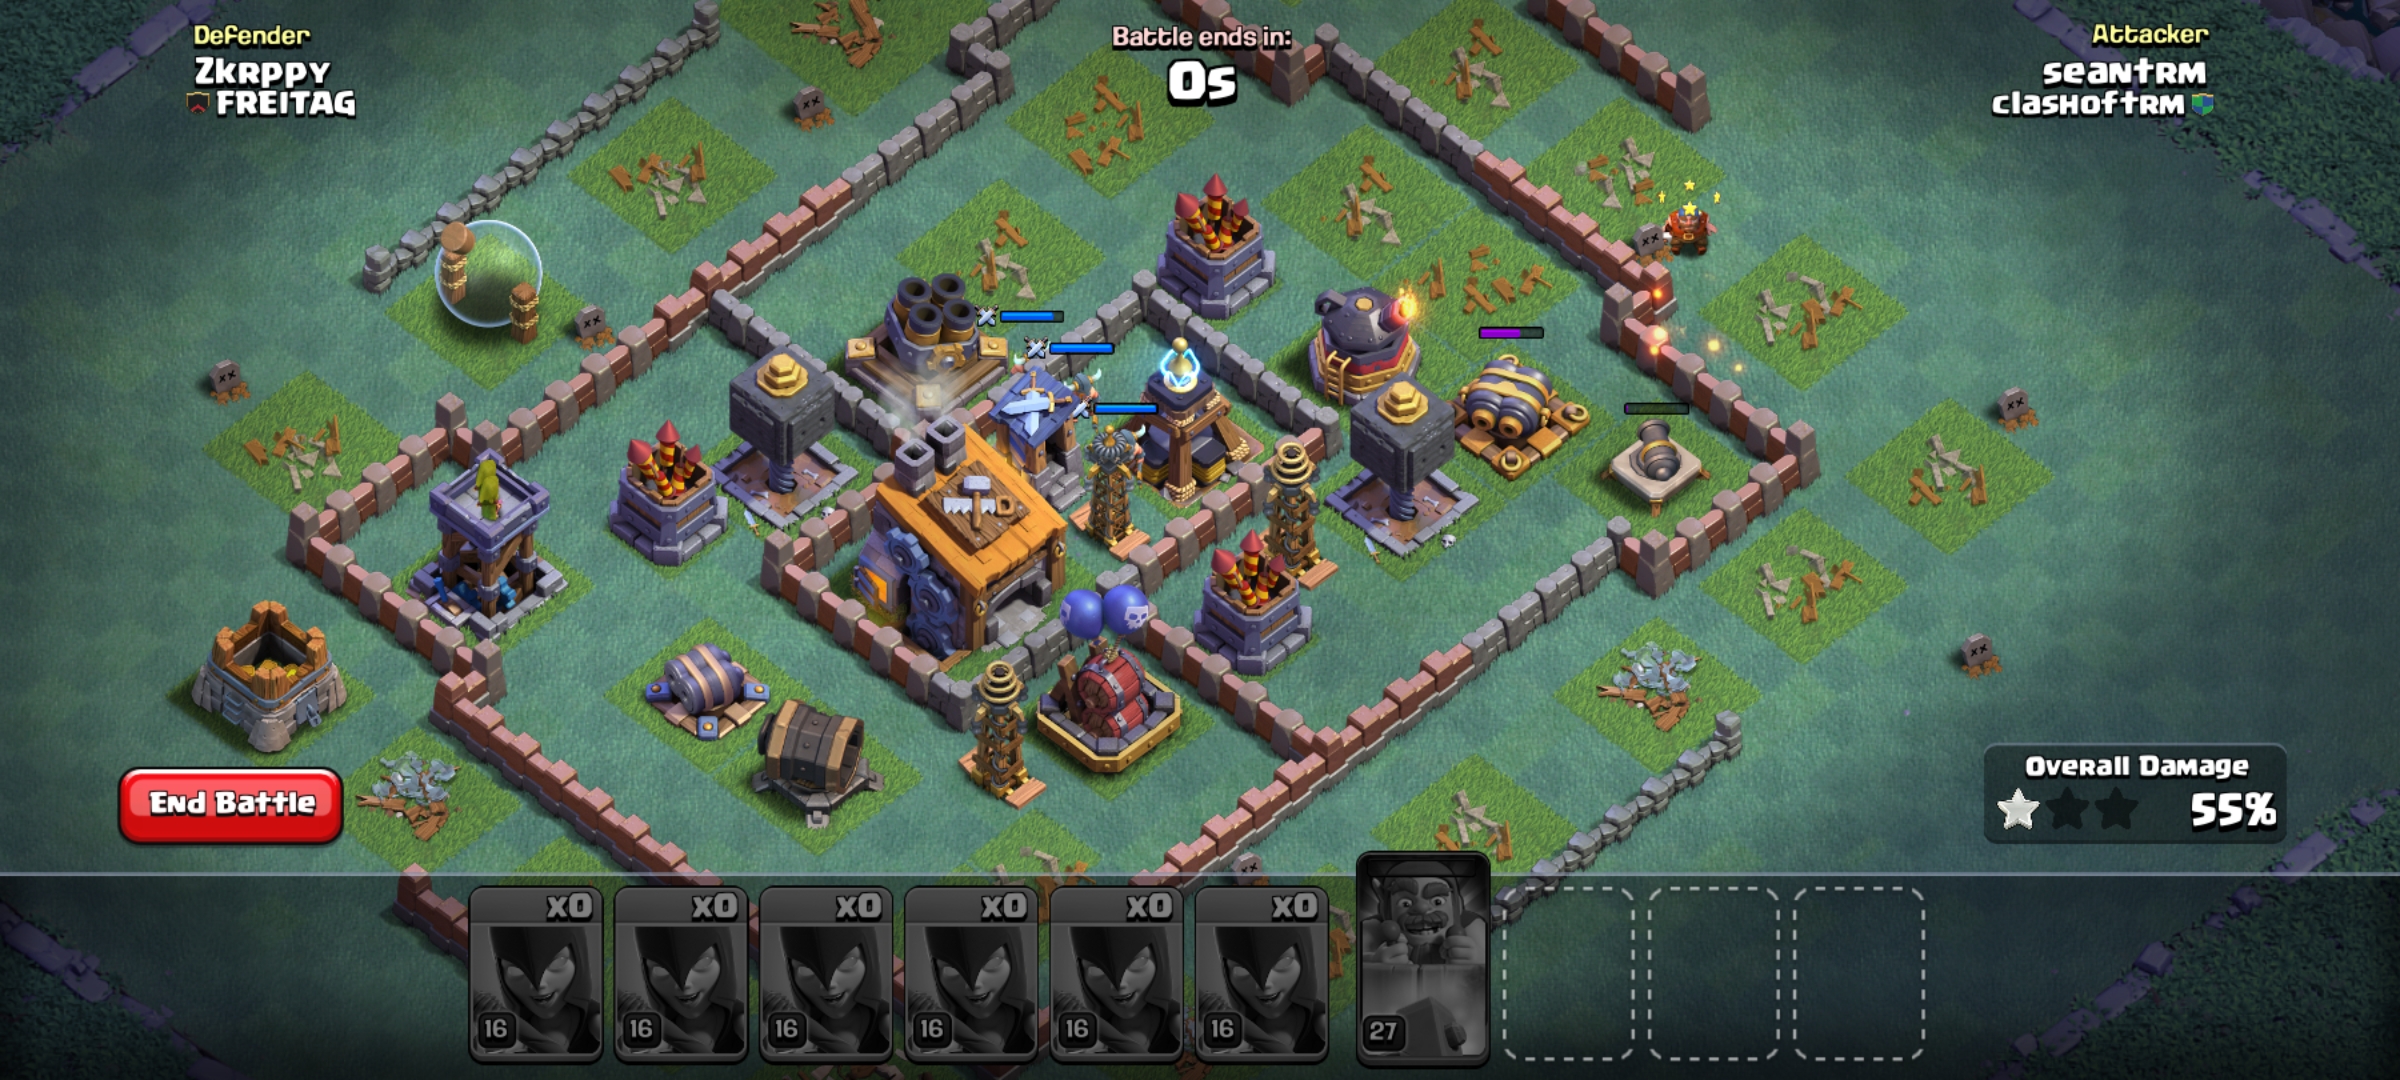 Defender
Zkrppy
FREITAG
Battle ends in:
0s
Attacker
seantrm
clashoftrm
End Battle
Overall Damage
55%
x0
x0
x0
x0
x0
x0
16
16
16
16
16
16
27